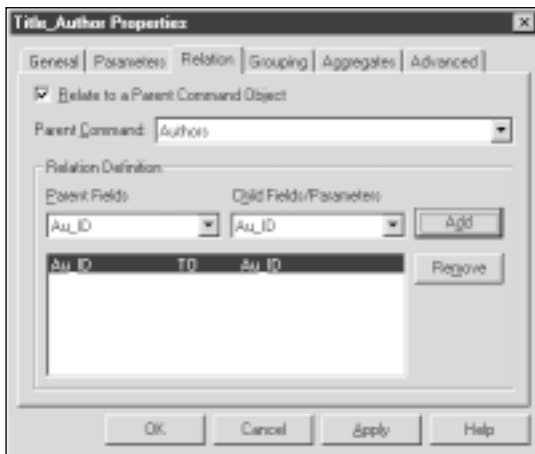 Title_Author Properties
General Parameters Relation Grouping Aggregates Advanced
Relate to a Parent Command Object
Parent Command: Authors
Relation Definition
Parent Fields Child Fields/Parameters
Au_ID Au_ID Add
Au_ID TO Au_ID Remove
OK Cancel Apply Help